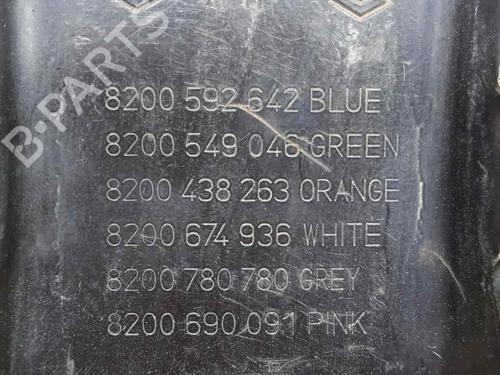 B-PARTS
8200 592 642 BLUE
8200 549 046 GREEN
8200 438 263 ORANGE
8200 674 936 WHITE
8200 780 780 GREY
8200 690 091 PINK